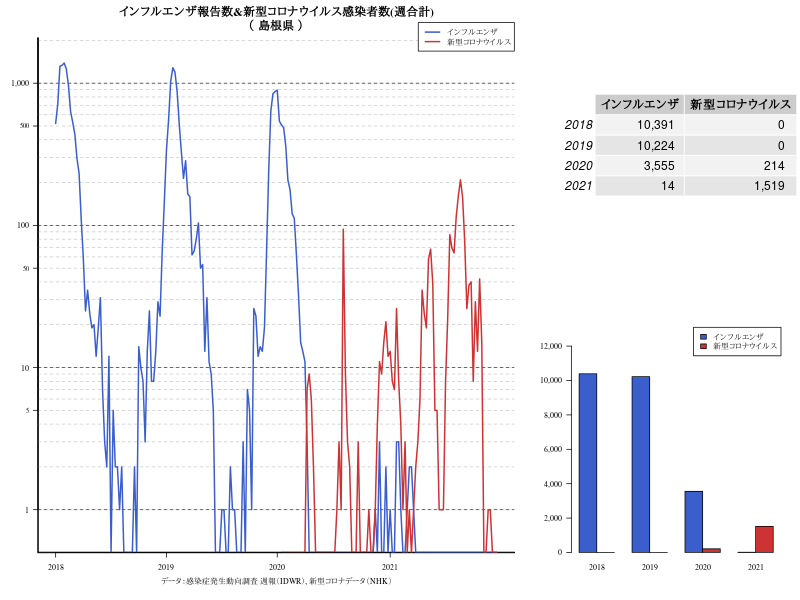 インフルエンザ報告数&新型コロナウイルス感染者数(週合計)
（ 島根県 ）
インフルエンザ
新型コロナウイルス
1,000
500
100
50
10
5
1
2018
2019
2020
2021
データ：感染症発生動向調査 週報（IDWR）、新型コロナデータ（NHK）
インフルエンザ 新型コロナウイルス
2018 10,391 0
2019 10,224 0
2020 3,555 214
2021 14 1,519
インフルエンザ
新型コロナウイルス
12,000
10,000
8,000
6,000
4,000
2,000
0
2018
2019
2020
2021